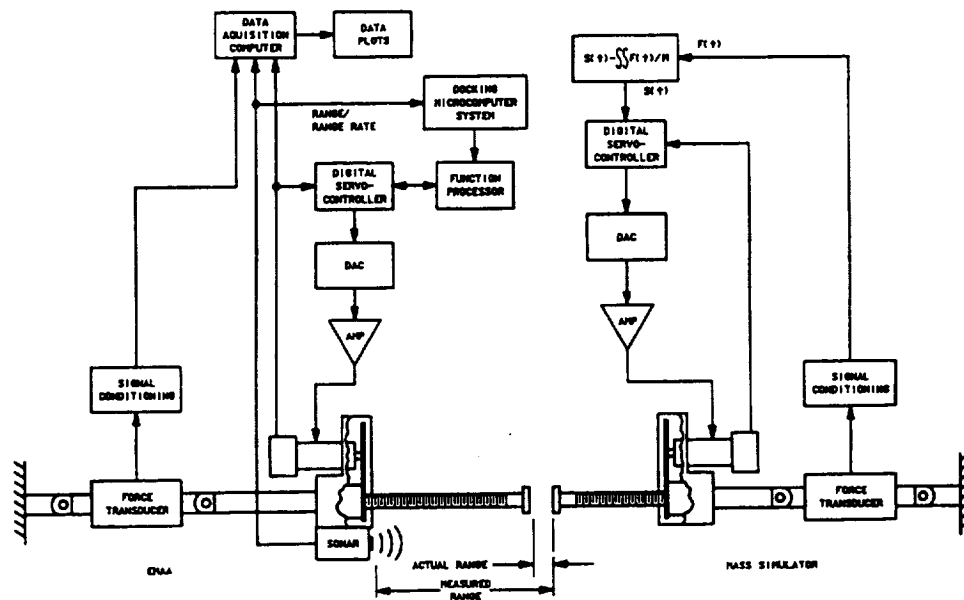 DATA
AQUISITION
COMPUTER
DATA
PLOTS
DOCKING
MICROCOMPUTER
SYSTEM
RANGE/
RANGE RATE
DIGITAL
SERVO-
CONTROLLER
FUNCTION
PROCESSOR
DAC
AMP
SIGNAL
CONDITIONING
FORCE
TRANSDUCER
SONAR
EMAA
S(t)-∬F(t)/M
F(t)
S(t)
DIGITAL
SERVO-
CONTROLLER
DAC
AMP
SIGNAL
CONDITIONING
FORCE
TRANSDUCER
ACTUAL RANGE
MEASURED
RANGE
MASS SIMULATOR